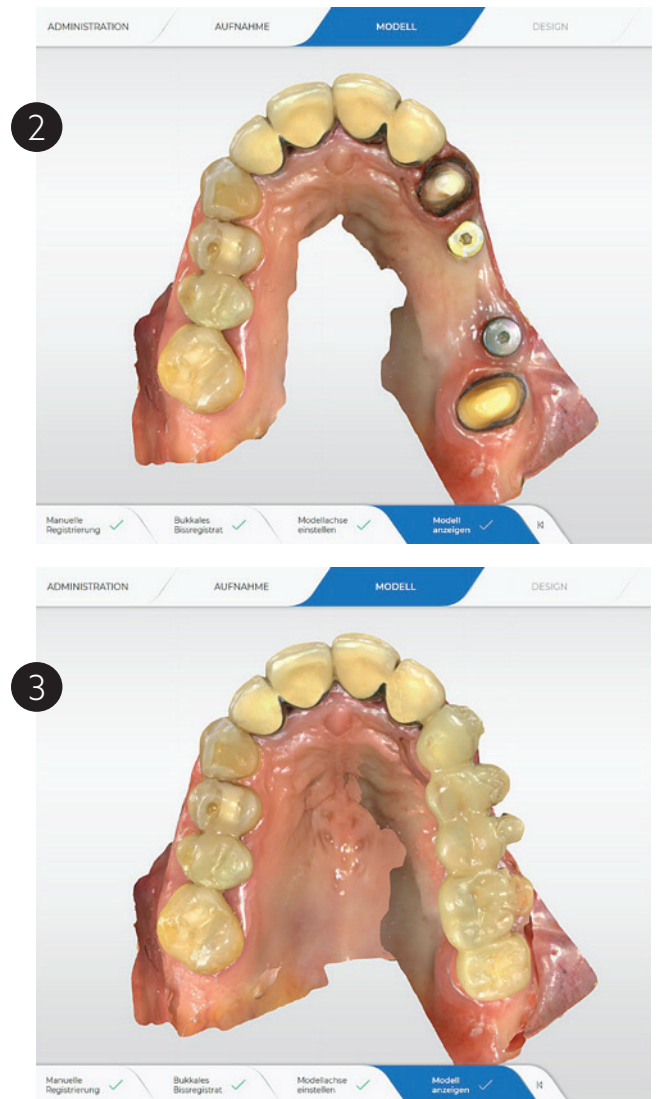 ADMINISTRATION
AUFNAHME
MODELL
DESIGN
2
Manuelle
Registrierung
Bukkales
Bissregistrat
Modellachse
einstellen
Modell
anzeigen
ADMINISTRATION
AUFNAHME
MODELL
DESIGN
3
Manuelle
Registrierung
Bukkales
Bissregistrat
Modellachse
einstellen
Modell
anzeigen